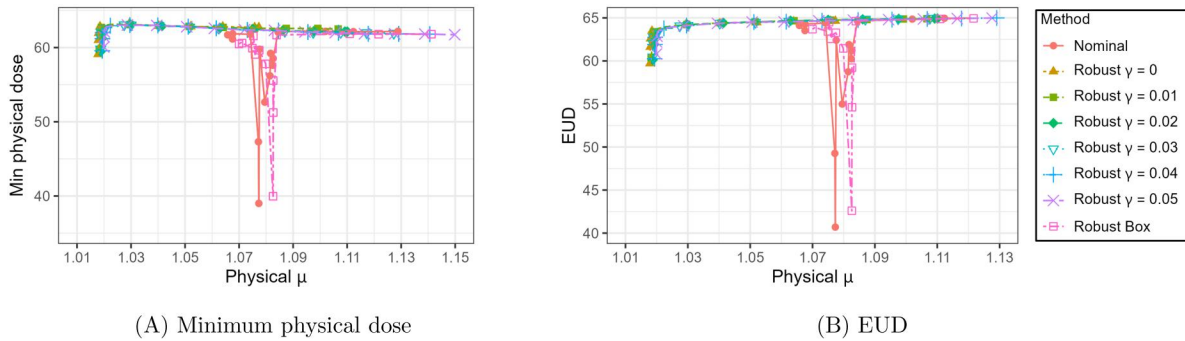 Min physical dose
60
50
40
1.01 1.03 1.05 1.07 1.09 1.11 1.13 1.15
Physical μ
(A) Minimum physical dose
EUD
65
60
55
50
45
40
1.01 1.03 1.05 1.07 1.09 1.11 1.13
Physical μ
(B) EUD
Method
Nominal
Robust γ = 0
Robust γ = 0.01
Robust γ = 0.02
Robust γ = 0.03
Robust γ = 0.04
Robust γ = 0.05
Robust Box